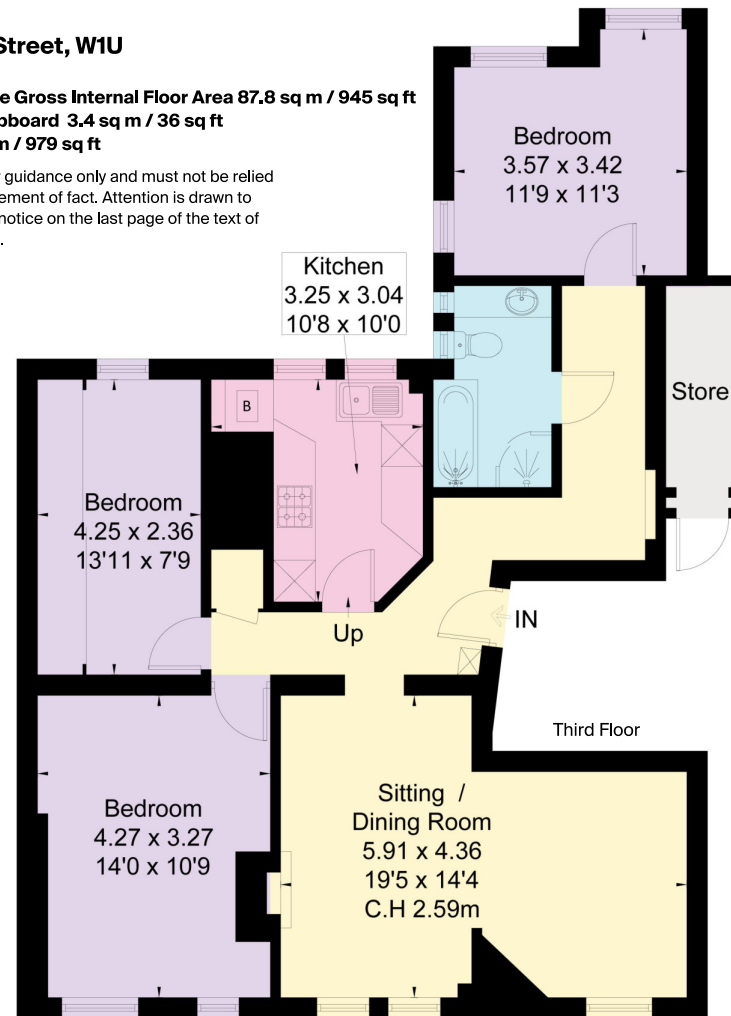 Street, W1U
e Gross Internal Floor Area 87.8 sq m / 945 sq ft
pboard 3.4 sq m / 36 sq ft
m / 979 sq ft
guidance only and must not be relied
ement of fact. Attention is drawn to
notice on the last page of the text of
.
Bedroom
3.57 x 3.42
11'9 x 11'3
Kitchen
3.25 x 3.04
10'8 x 10'0
B
Store
Bedroom
4.25 x 2.36
13'11 x 7'9
IN
Up
Third Floor
Bedroom
4.27 x 3.27
14'0 x 10'9
Sitting /
Dining Room
5.91 x 4.36
19'5 x 14'4
C.H 2.59m